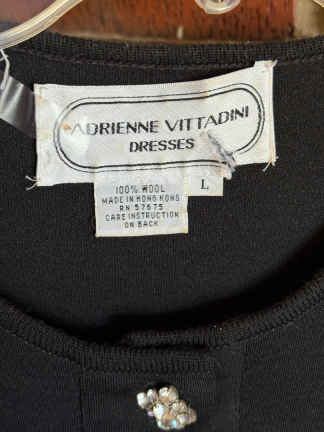 ADRIENNE VITTADINI
DRESSES
100% WOOL
MADE IN HONG KONG
RN 57675
CARE INSTRUCTION
ON BACK
L